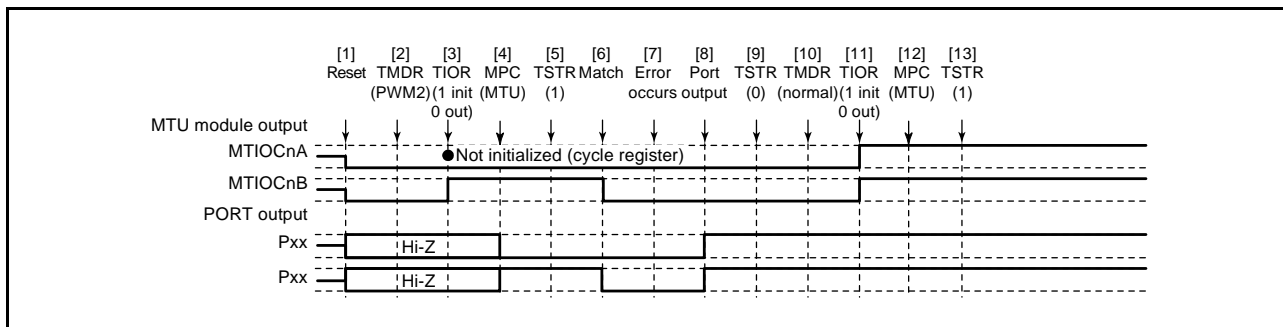 [1] [2] [3] [4] [5] [6] [7] [8] [9] [10] [11] [12] [13]
Reset TMDR TIOR MPC TSTR Match Error Port TSTR TMDR TIOR MPC TSTR
(PWM2) (1 init (MTU) (1) occurs output (0) (normal) (1 init (MTU) (1)
0 out) 0 out)
MTU module output
MTIOCnA
Not initialized (cycle register)
MTIOCnB
PORT output
Pxx
Hi-Z
Pxx
Hi-Z